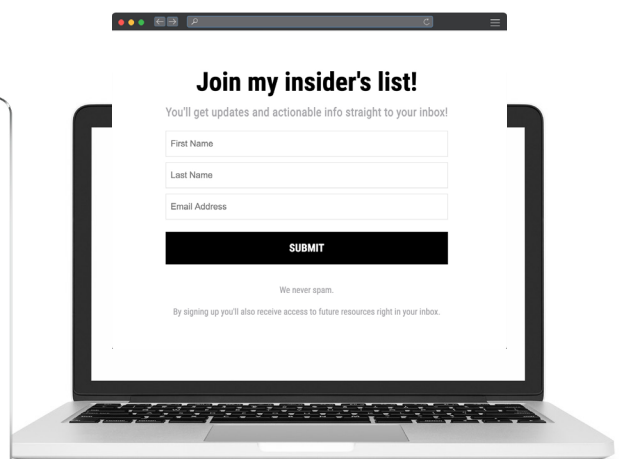 Join my insider's list!
You'll get updates and actionable info straight to your inbox!
First Name
Last Name
Email Address
SUBMIT
We never spam.
By signing up you'll also receive access to future resources right in your inbox.